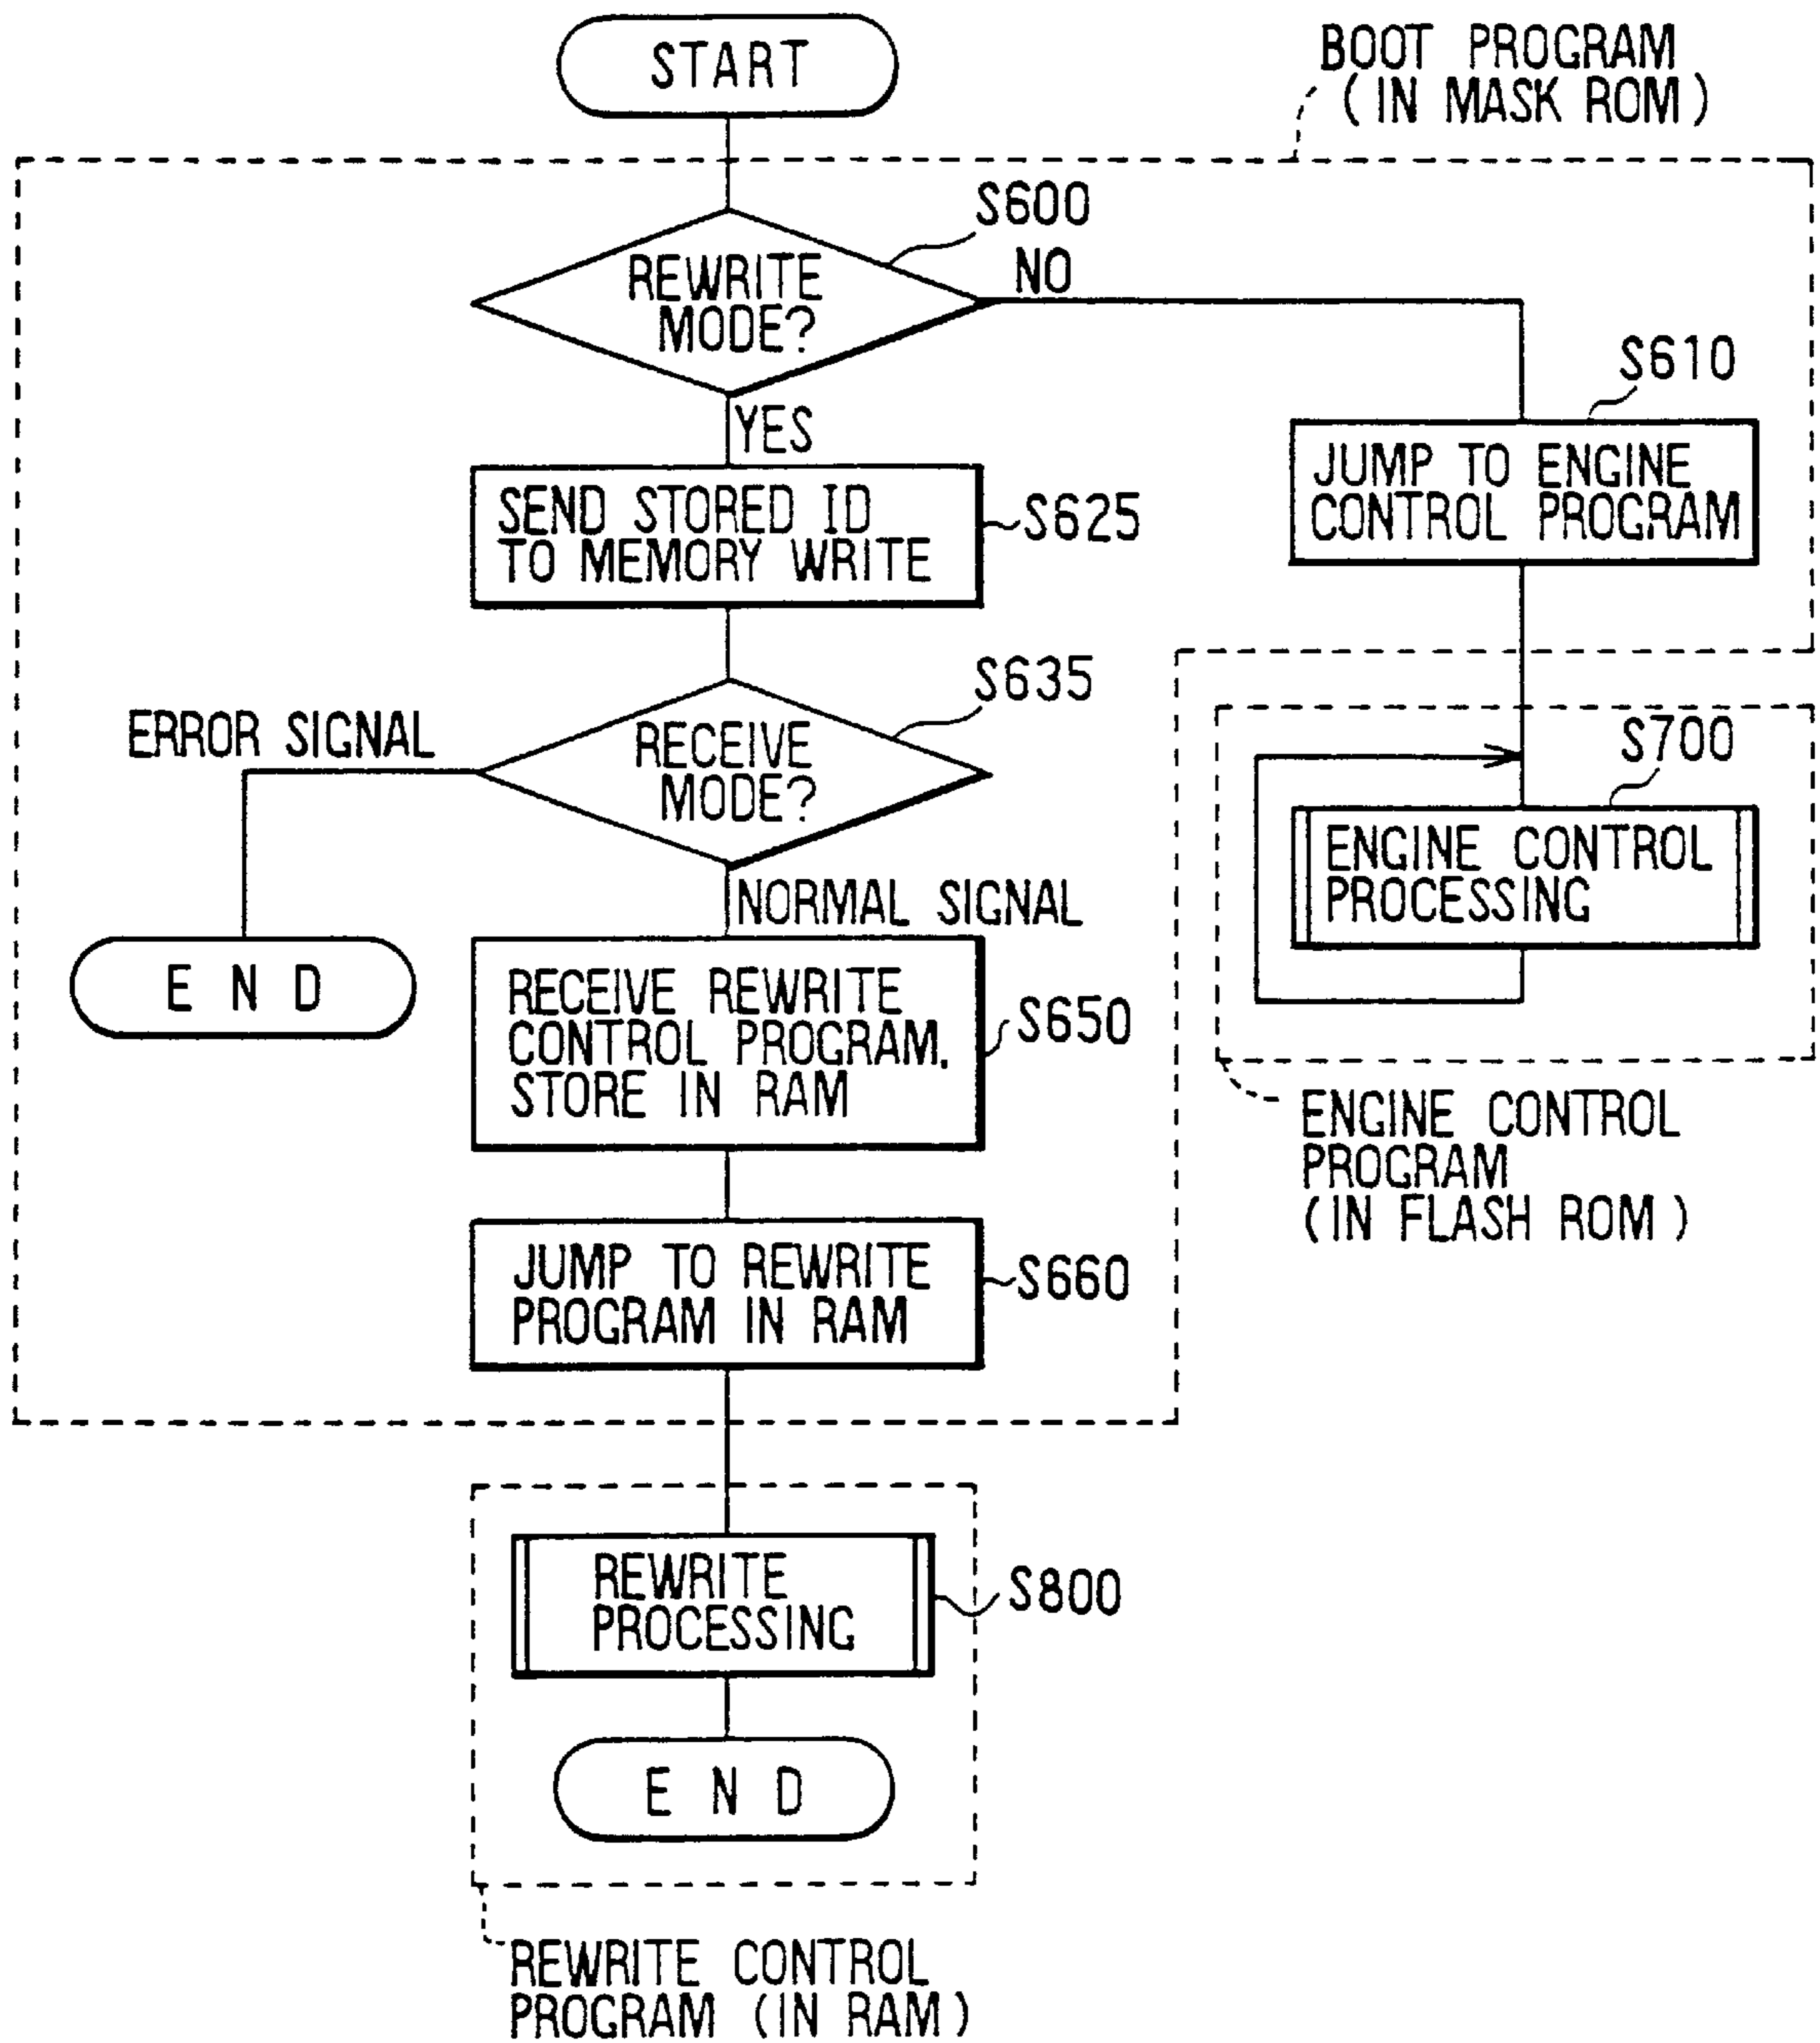 START
BOOT PROGRAM
(IN MASK ROM)
S600
REWRITE
MODE?
NO
YES
S610
JUMP TO ENGINE
CONTROL PROGRAM
SEND STORED ID
TO MEMORY WRITE
S625
S635
RECEIVE
MODE?
ERROR SIGNAL
NORMAL SIGNAL
S700
ENGINE CONTROL
PROCESSING
END
RECEIVE REWRITE
CONTROL PROGRAM.
STORE IN RAM
S650
ENGINE CONTROL
PROGRAM
(IN FLASH ROM)
JUMP TO REWRITE
PROGRAM IN RAM
S660
REWRITE
PROCESSING
S800
END
REWRITE CONTROL
PROGRAM (IN RAM)